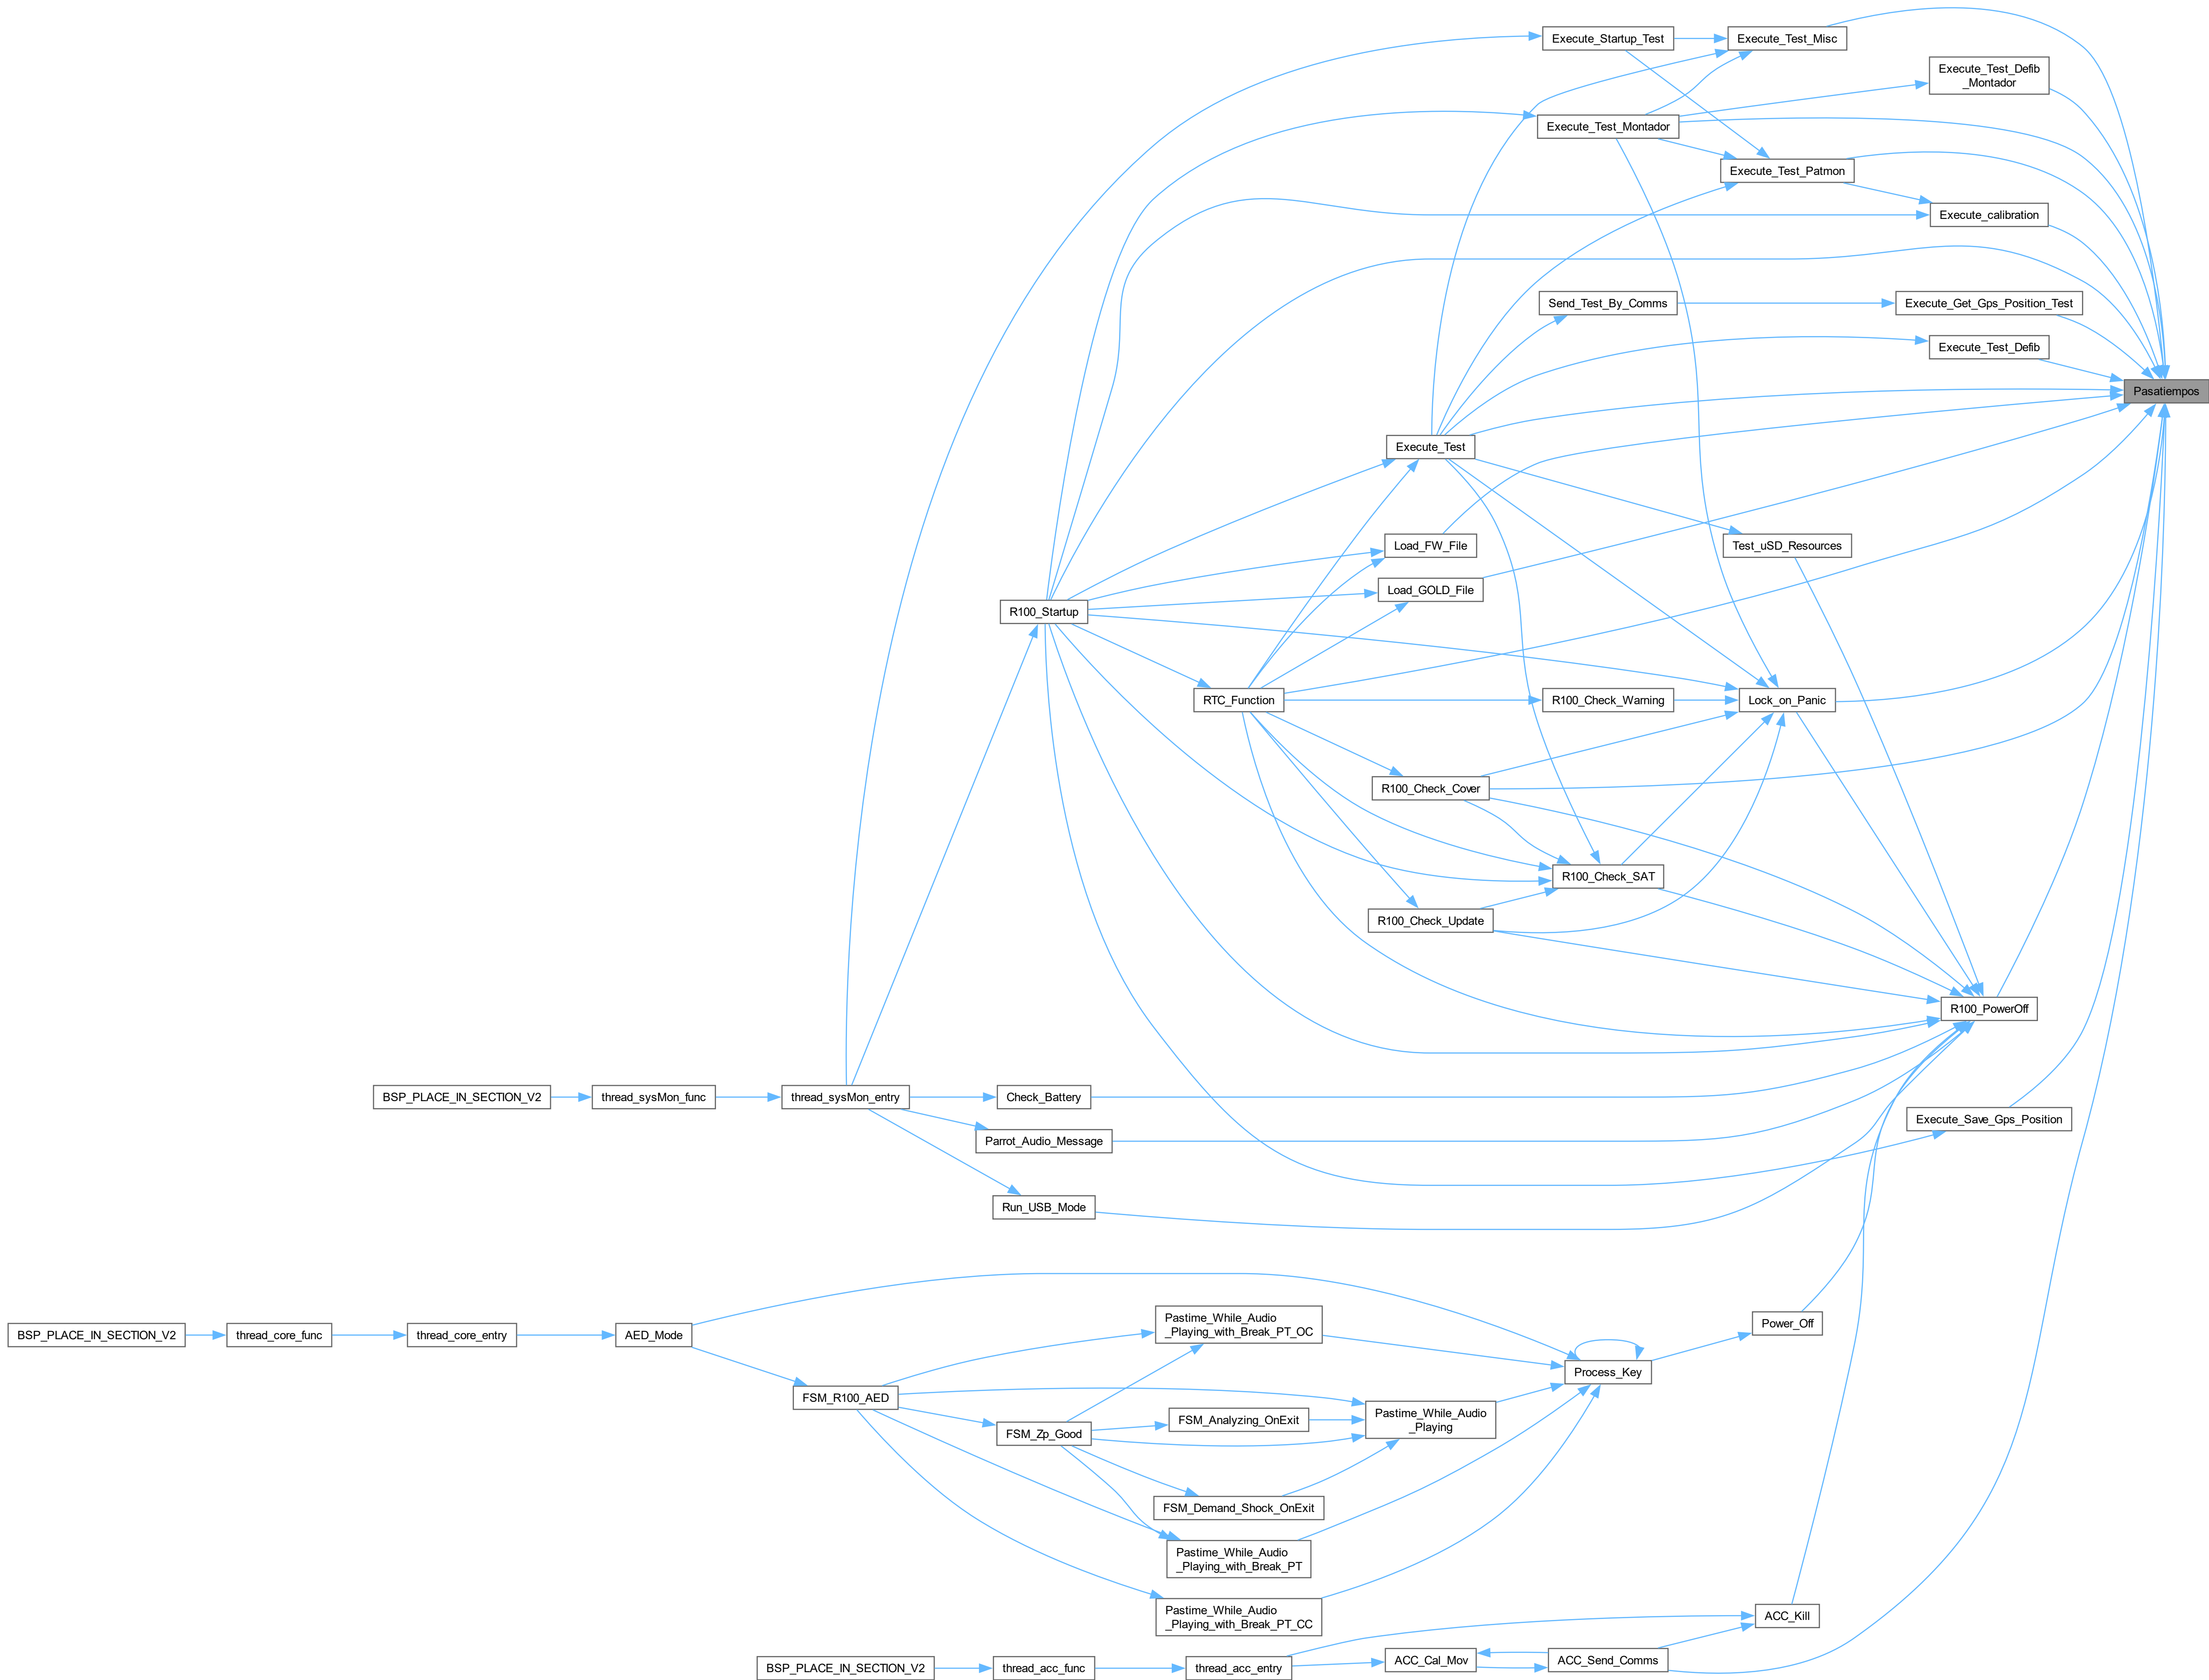 Execute_Startup_Test
Execute_Test_Misc
Execute_Test_Defib
_Montador
Execute_Test_Montador
Execute_Test_Patmon
Execute_calibration
Send_Test_By_Comms
Execute_Get_Gps_Position_Test
Execute_Test_Defib
Pasatiempos
Execute_Test
Load_FW_File
Test_uSD_Resources
Load_GOLD_File
R100_Startup
RTC_Function
R100_Check_Warning
Lock_on_Panic
R100_Check_Cover
R100_Check_SAT
R100_Check_Update
R100_PowerOff
BSP_PLACE_IN_SECTION_V2
thread_sysMon_func
thread_sysMon_entry
Check_Battery
Execute_Save_Gps_Position
Parrot_Audio_Message
Run_USB_Mode
BSP_PLACE_IN_SECTION_V2
thread_core_func
thread_core_entry
AED_Mode
Pastime_While_Audio
_Playing_with_Break_PT_OC
Power_Off
Process_Key
FSM_R100_AED
FSM_Zp_Good
FSM_Analyzing_OnExit
Pastime_While_Audio
_Playing
FSM_Demand_Shock_OnExit
Pastime_While_Audio
_Playing_with_Break_PT
Pastime_While_Audio
_Playing_with_Break_PT_CC
ACC_Kill
BSP_PLACE_IN_SECTION_V2
thread_acc_func
thread_acc_entry
ACC_Cal_Mov
ACC_Send_Comms